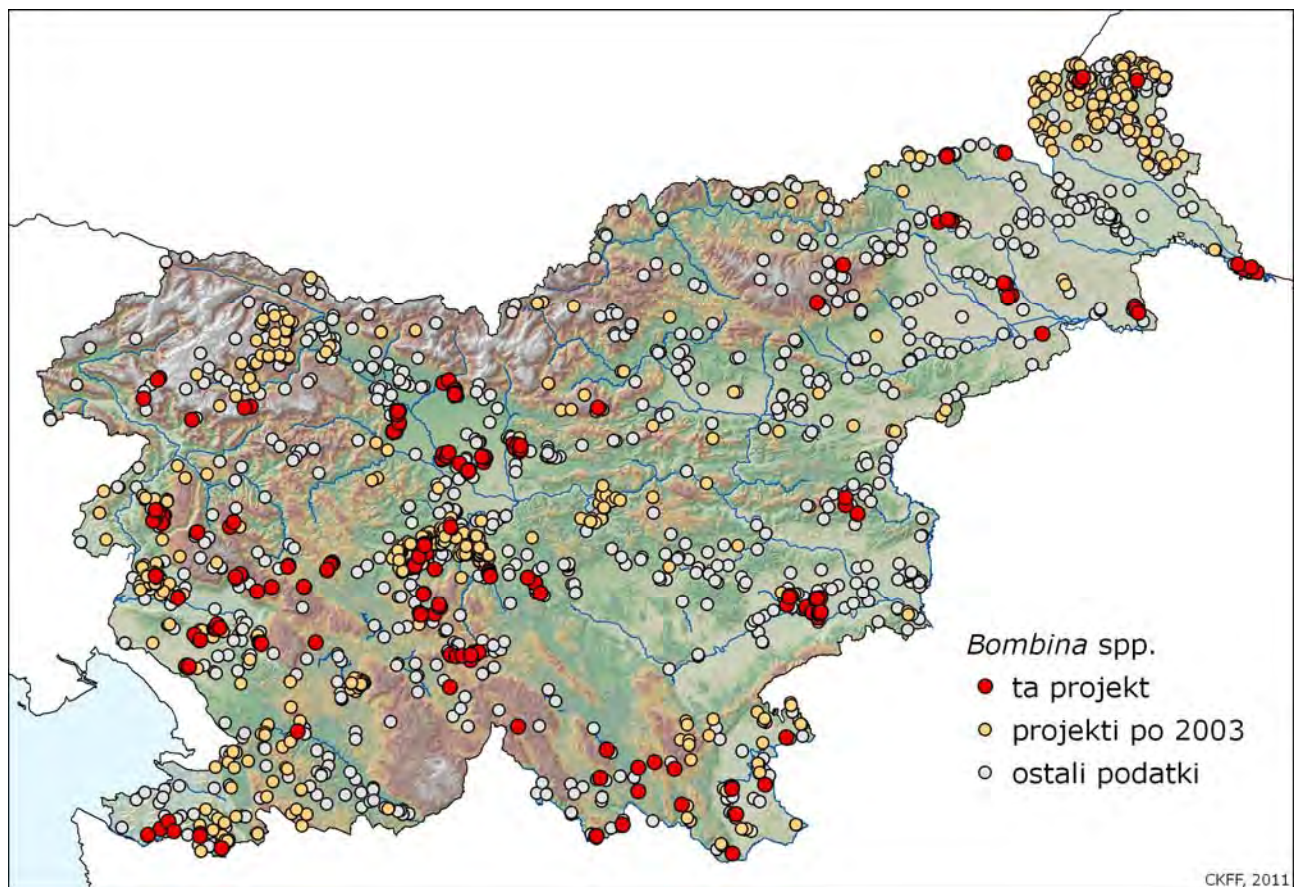 Bombina spp.
ta projekt
projekti po 2003
ostali podatki
CKFF, 2011